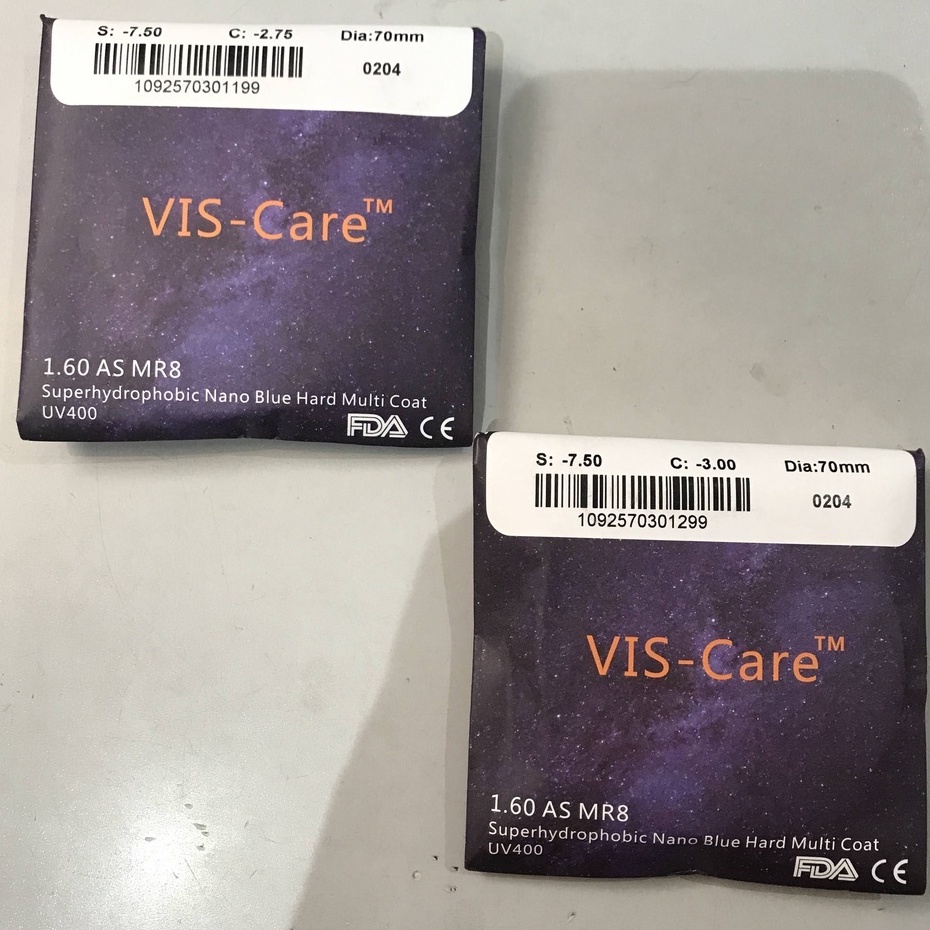 S: -7.50 C: -2.75 Dia:70mm
1092570301199 0204
VIS-Care™
1.60 AS MR8
Superhydrophobic Nano Blue Hard Multi Coat
UV400
FDA CE
S: -7.50 C: -3.00 Dia:70mm
1092570301299 0204
VIS-Care™
1.60 AS MR8
Superhydrophobic Nano Blue Hard Multi Coat
UV400
FDA CE